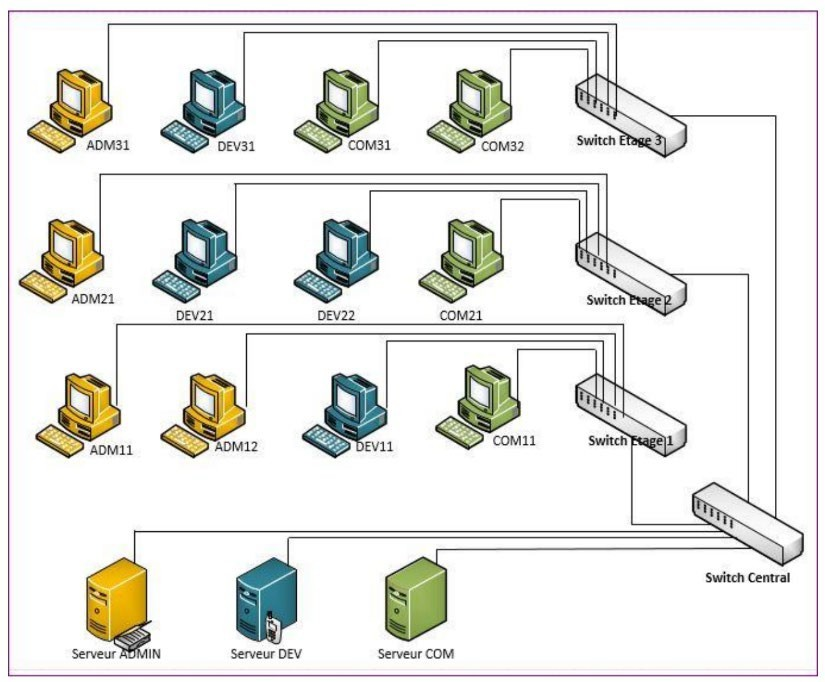 ADM31
DEV31
COM31
COM32
Switch Etage 3
ADM21
DEV21
DEV22
COM21
Switch Etage 2
ADM11
ADM12
DEV11
COM11
Switch Etage 1
Switch Central
Serveur ADMIN
Serveur DEV
Serveur COM